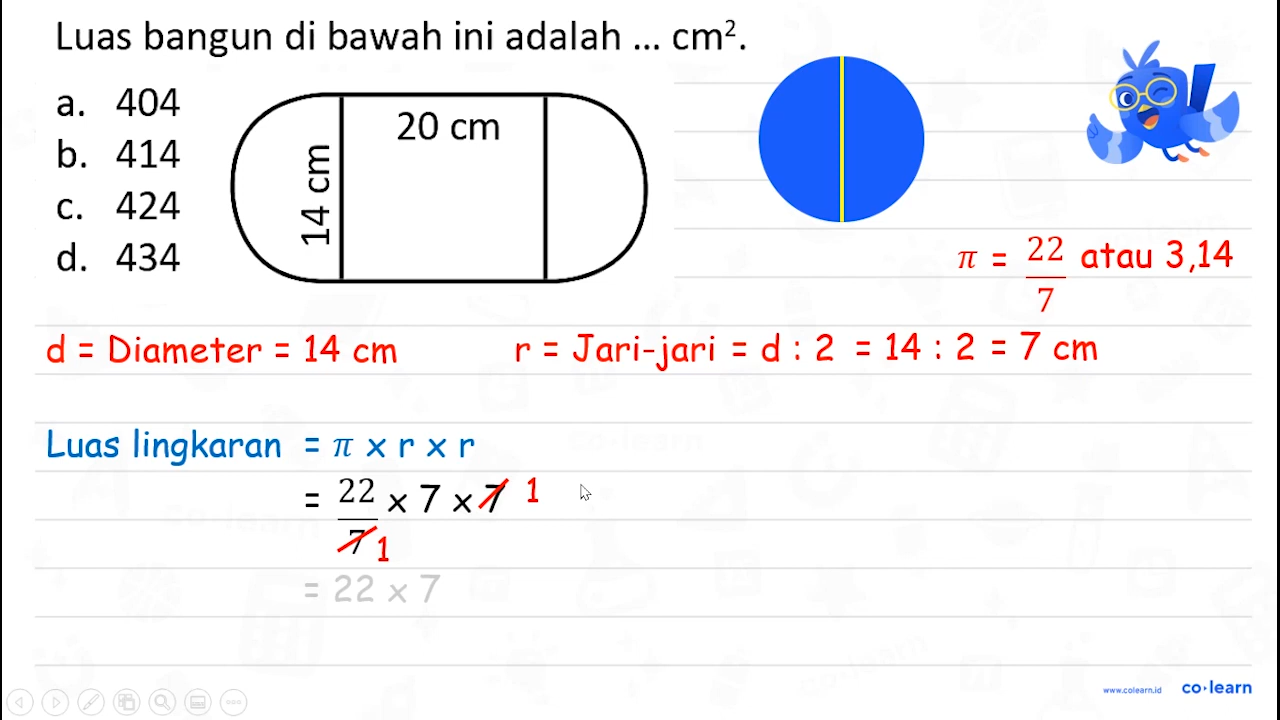 Luas bangun di bawah ini adalah ... cm².
a. 404
b. 414
c. 424
d. 434
20 cm
14 cm
π = 22/7 atau 3,14
d = Diameter = 14 cm
r = Jari-jari = d : 2 = 14 : 2 = 7 cm
Luas lingkaran = π x r x r
= 22/7 x 7 x 7 1
1
= 22 x 7
www.colearn.id
co·learn